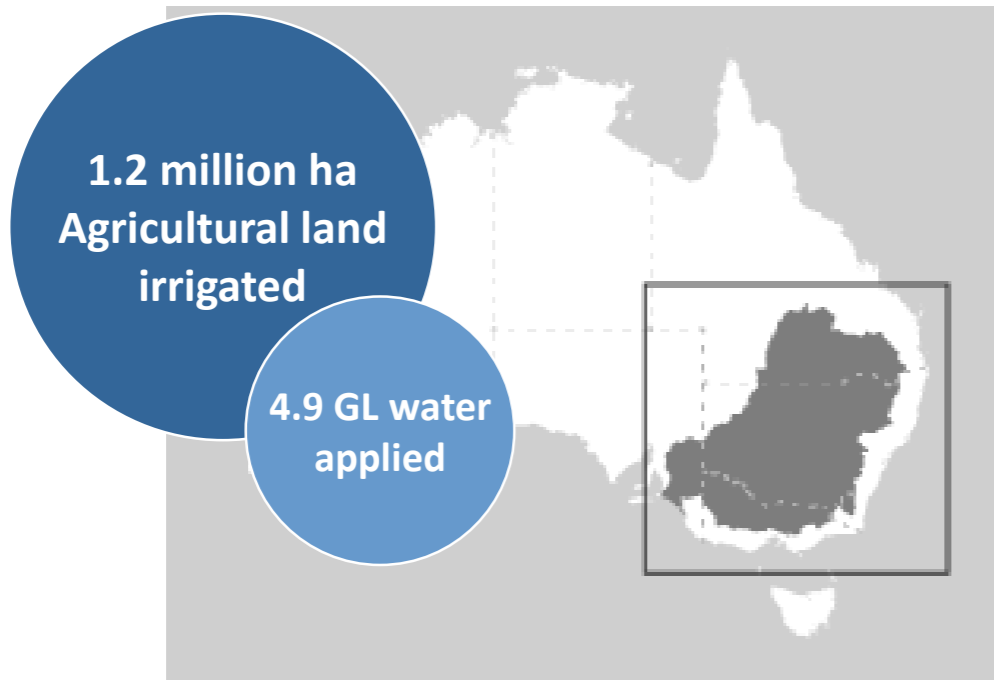 1.2 million ha
Agricultural land
irrigated
4.9 GL water
applied